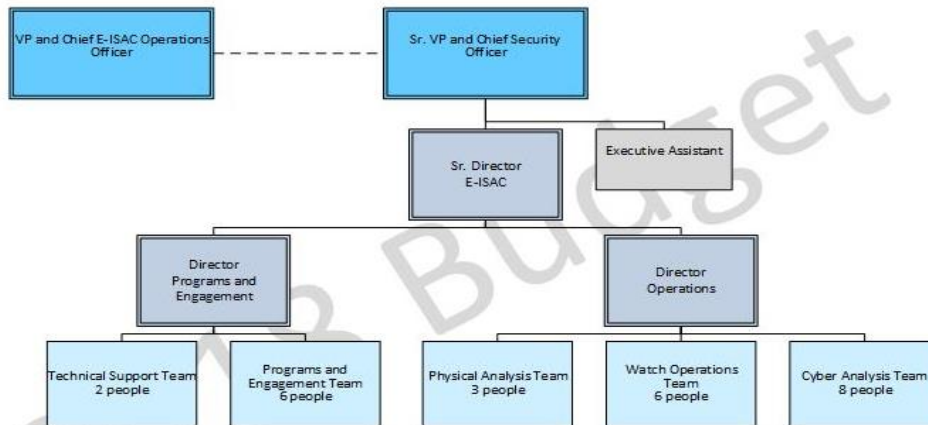 VP and Chief E-ISAC Operations
Officer
Sr. VP and Chief Security
Officer
Executive Assistant
Sr. Director
E-ISAC
Director
Programs and
Engagement
Director
Operations
Technical Support Team
2 people
Programs and
Engagement Team
6 people
Physical Analysis Team
3 people
Watch Operations
Team
6 people
Cyber Analysis Team
8 people
Budget